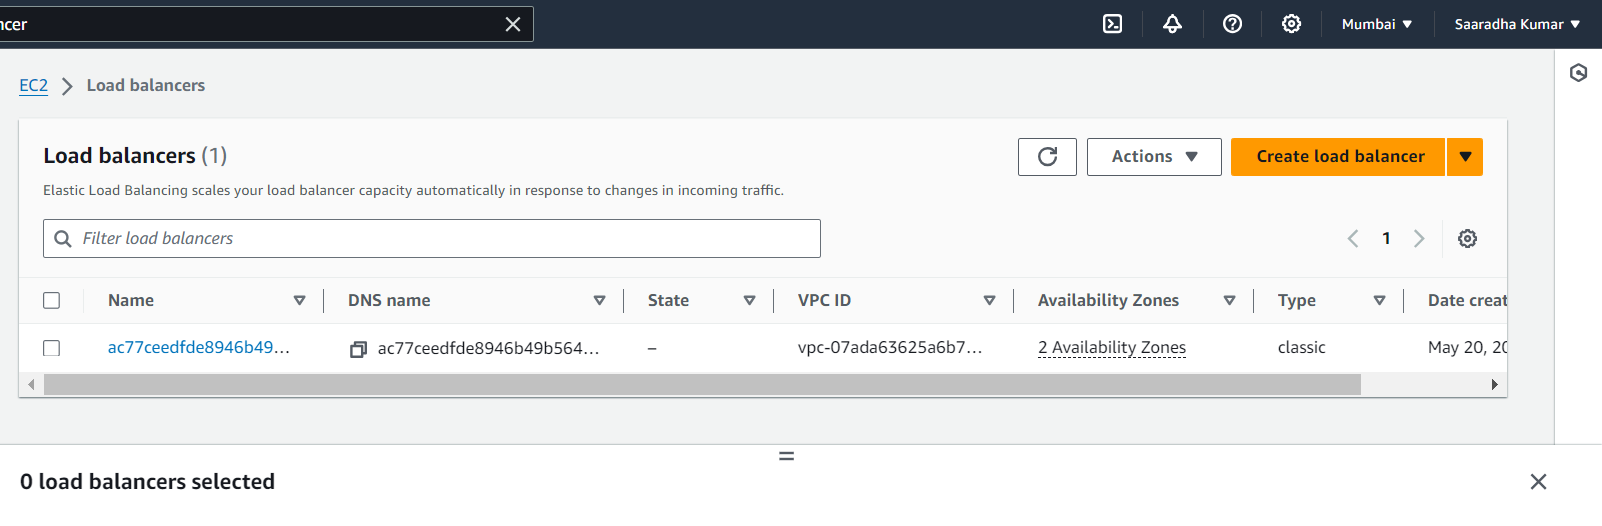 ncer
Mumbai
Saaradha Kumar
EC2
Load balancers
Load balancers (1)
Actions
Create load balancer
Elastic Load Balancing scales your load balancer capacity automatically in response to changes in incoming traffic.
Filter load balancers
1
Name
DNS name
State
VPC ID
Availability Zones
Type
Date creat
ac77ceedfde8946b49...
ac77ceedfde8946b49b564...
–
vpc-07ada63625a6b7...
2 Availability Zones
classic
May 20, 20
0 load balancers selected